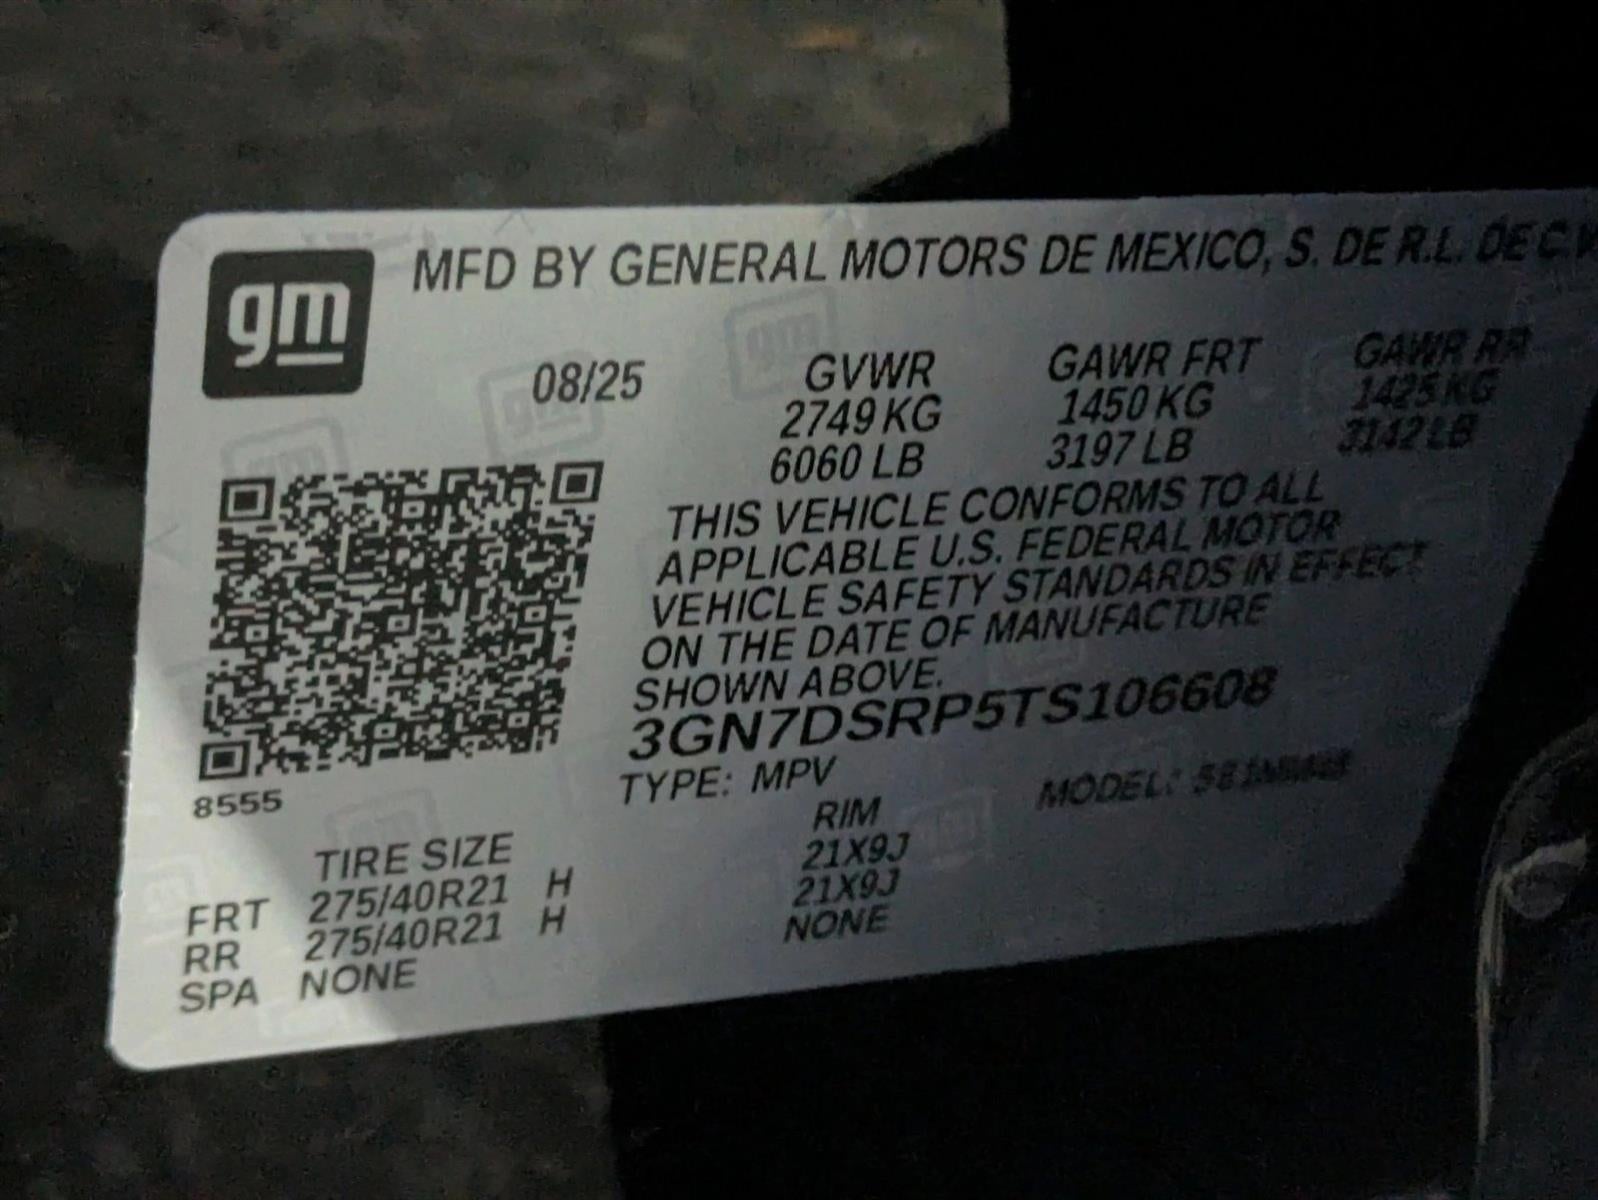 gm
MFD BY GENERAL MOTORS DE MEXICO, S. DE R.L. DE C.V
08/25
GVWR GAWR FRT GAWR RR
2749 KG 1450 KG 1425 KG
6060 LB 3197 LB 3142 LB
THIS VEHICLE CONFORMS TO ALL
APPLICABLE U.S. FEDERAL MOTOR
VEHICLE SAFETY STANDARDS IN EFFECT
ON THE DATE OF MANUFACTURE
SHOWN ABOVE.
3GN7DSRP5TS106608
TYPE: MPV MODEL:
8555
TIRE SIZE RIM
FRT 275/40R21 H 21X9J
RR 275/40R21 H 21X9J
SPA NONE NONE